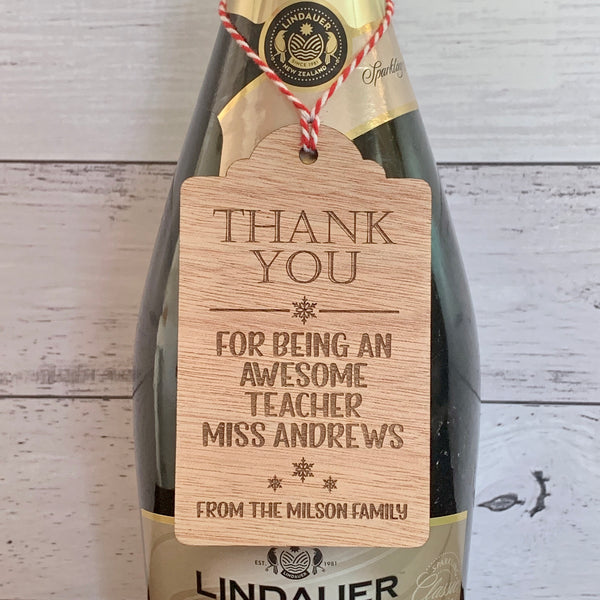 LINDAUER
SINCE 1981
NEW ZEALAND
Sparkling
THANK
YOU
FOR BEING AN
AWESOME
TEACHER
MISS ANDREWS
FROM THE MILSON FAMILY
EST 1981
LINDAUER
Classic